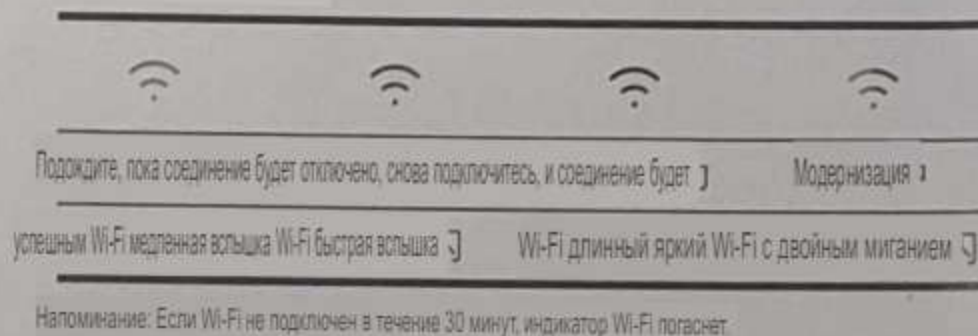 Подождите, пока соединение будет отключено, снова подключитесь, и соединение будет Модернизация
успешным Wi-Fi медленная вспышка Wi-Fi быстрая вспышка Wi-Fi длинный яркий Wi-Fi с двойным миганием
Напоминание: Если Wi-Fi не подключен в течение 30 минут, индикатор Wi-Fi погаснет.